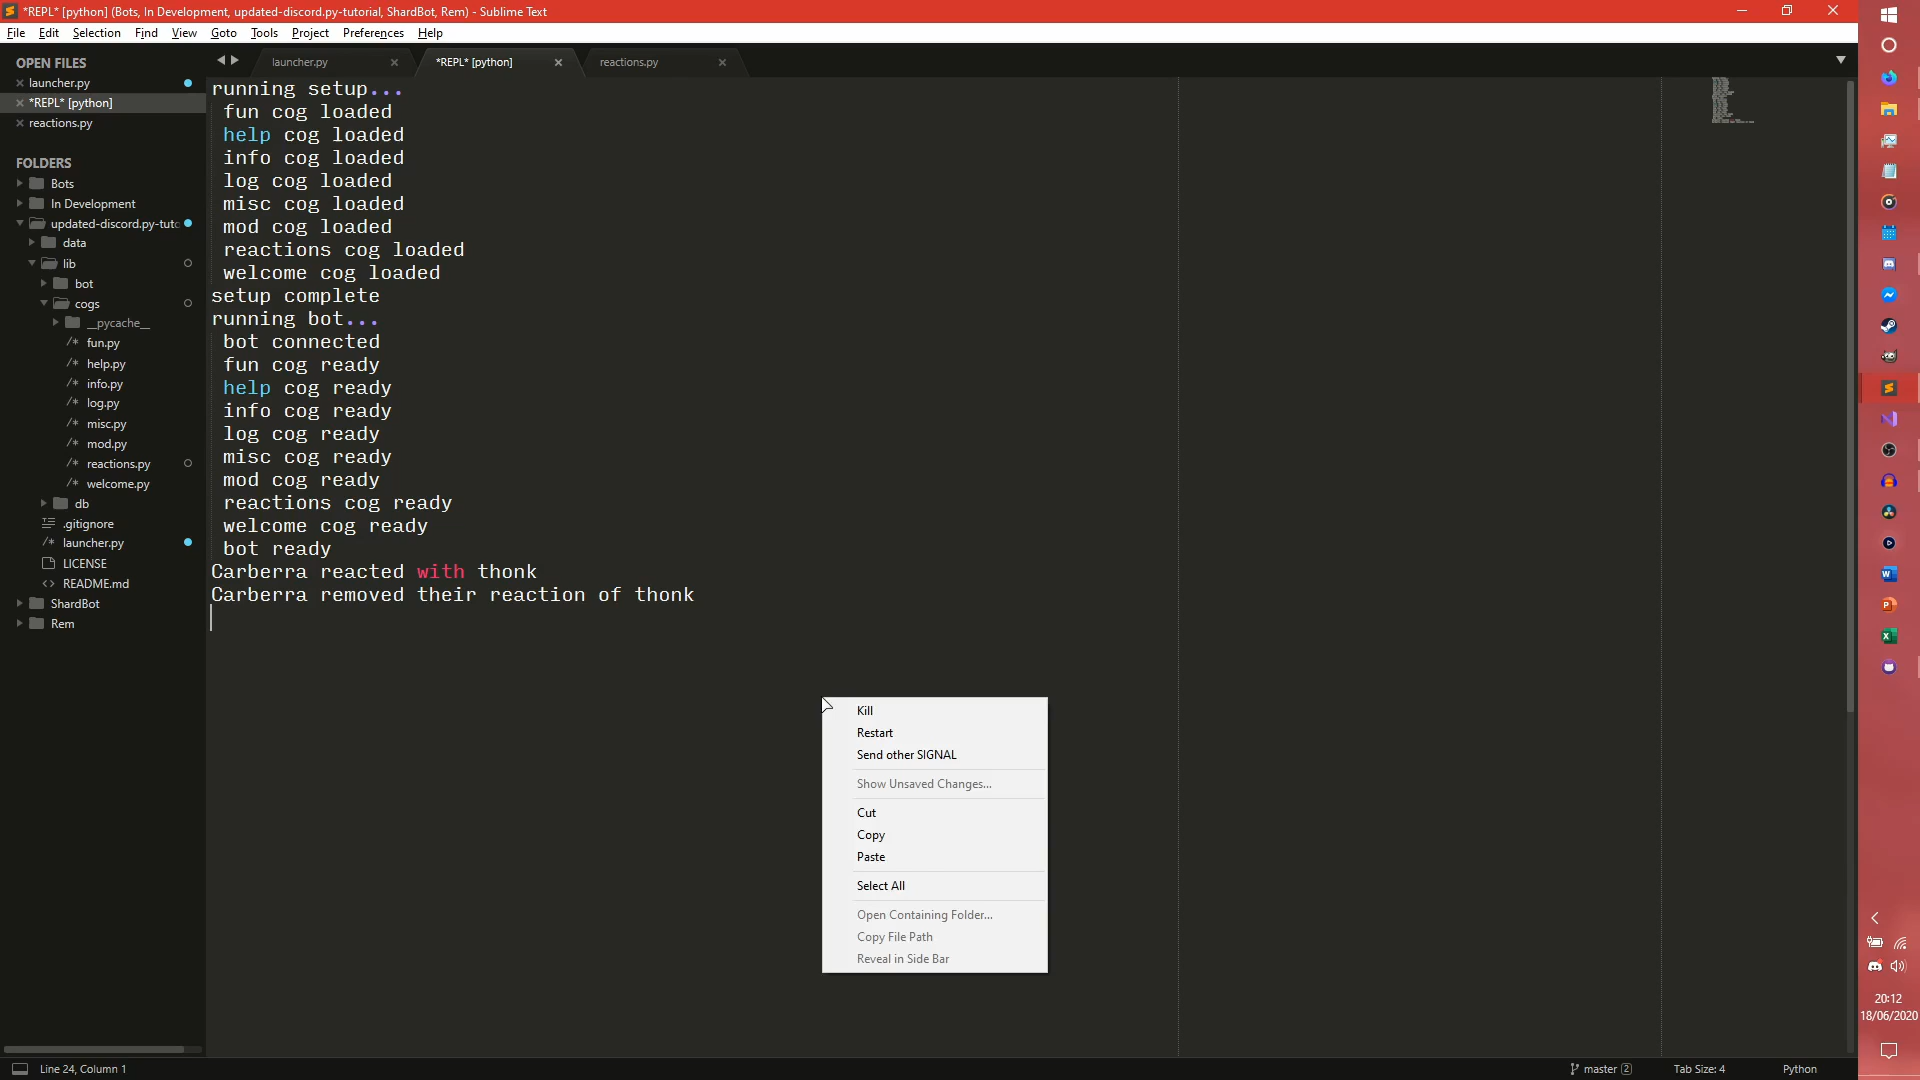 *REPL* [python] (Bots, In Development, updated-discord.py-tutorial, ShardBot, Rem) - Sublime Text
File Edit Selection Find View Goto Tools Project Preferences Help
OPEN FILES
launcher.py
*REPL* [python]
reactions.py
FOLDERS
Bots
In Development
updated-discord.py-tuto
data
lib
bot
cogs
__pycache__
/* fun.py
/* help.py
/* info.py
/* log.py
/* misc.py
/* mod.py
/* reactions.py
/* welcome.py
db
.gitignore
/* launcher.py
LICENSE
<> README.md
ShardBot
Rem
launcher.py
*REPL* [python]
reactions.py
running setup...
fun cog loaded
help cog loaded
info cog loaded
log cog loaded
misc cog loaded
mod cog loaded
reactions cog loaded
welcome cog loaded
setup complete
running bot...
bot connected
fun cog ready
help cog ready
info cog ready
log cog ready
misc cog ready
mod cog ready
reactions cog ready
welcome cog ready
bot ready
Carberra reacted with thonk
Carberra removed their reaction of thonk
Kill
Restart
Send other SIGNAL
Show Unsaved Changes...
Cut
Copy
Paste
Select All
Open Containing Folder...
Copy File Path
Reveal in Side Bar
20:12
18/06/2020
Line 24, Column 1
master 2
Tab Size: 4
Python